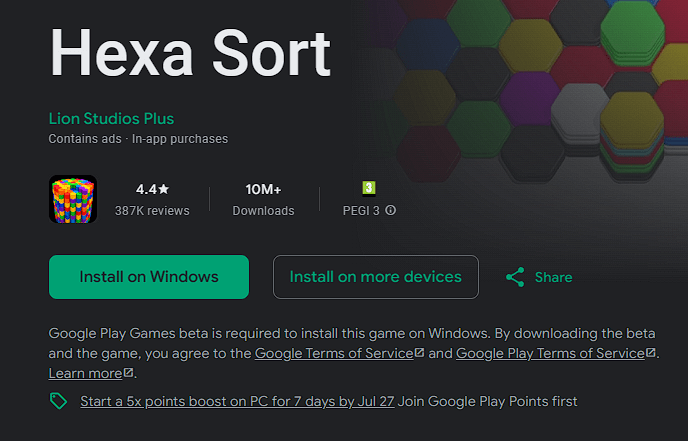 Hexa Sort
Lion Studios Plus
Contains ads · In-app purchases
4.4★
387K reviews
10M+
Downloads
3
PEGI 3
Install on Windows
Install on more devices
Share
Google Play Games beta is required to install this game on Windows. By downloading the beta
and the game, you agree to the Google Terms of Service and Google Play Terms of Service.
Learn more.
Start a 5x points boost on PC for 7 days by Jul 27 Join Google Play Points first